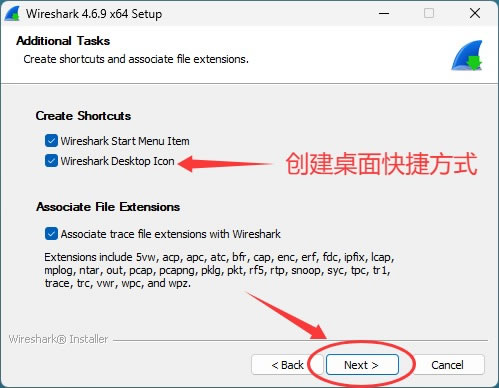 Wireshark 4.6.9 x64 Setup
Additional Tasks
Create shortcuts and associate file extensions.
Create Shortcuts
Wireshark Start Menu Item
Wireshark Desktop Icon
创建桌面快捷方式
Associate File Extensions
Associate trace file extensions with Wireshark
Extensions include 5vw, acp, apc, atc, bfr, cap, enc, erf, fdc, ipfix, lcap,
mplog, ntar, out, pcap, pcapng, pklg, pkt, rf5, rtp, snoop, syc, tpc, tr1,
trace, trc, vwr, wpc, and wpz.
Wireshark® Installer
< Back
Next >
Cancel